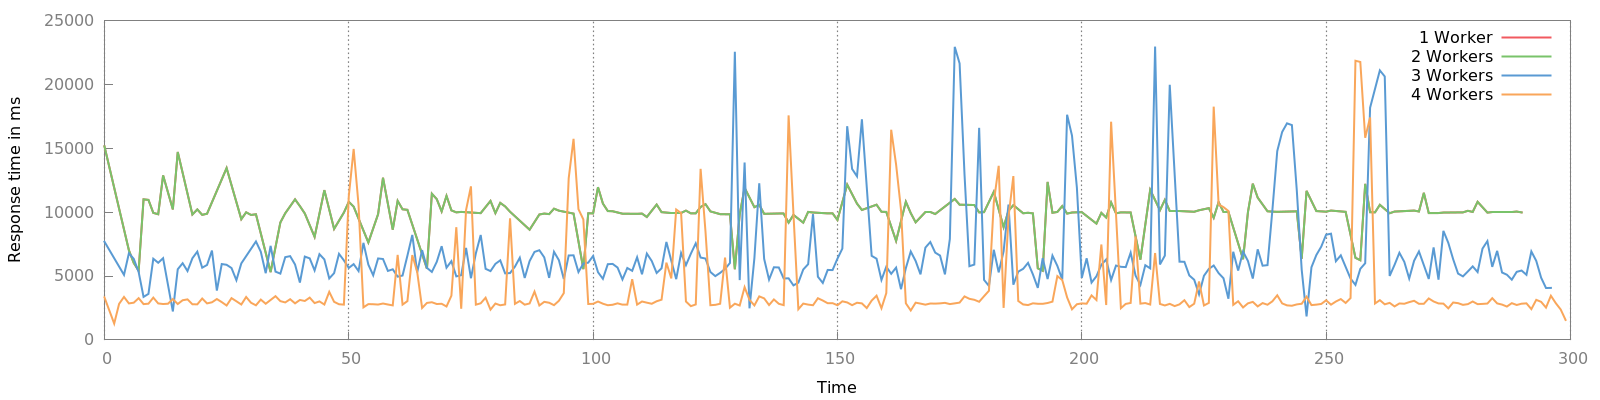 25000
20000
15000
10000
5000
0
Response time in ms
0 50 100 150 200 250 300
Time
1 Worker
2 Workers
3 Workers
4 Workers